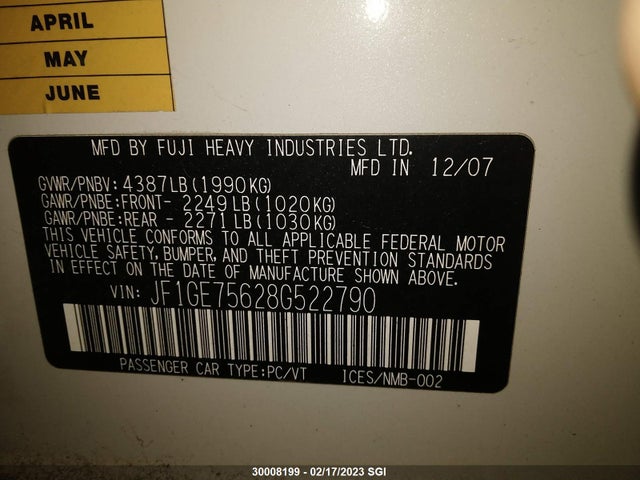 APRIL
MAY
JUNE
MFD BY FUJI HEAVY INDUSTRIES LTD.
MFD IN 12/07
GVWR/PNBV: 4387LB(1990KG)
GAWR/PNBE:FRONT- 2249LB(1020KG)
GAWR/PNBE:REAR - 2271LB(1030KG)
THIS VEHICLE CONFORMS TO ALL APPLICABLE FEDERAL MOTOR
VEHICLE SAFETY, BUMPER, AND THEFT PREVENTION STANDARDS
IN EFFECT ON THE DATE OF MANUFACTURE SHOWN ABOVE.
VIN: JF1GE75628G522790
PASSENGER CAR TYPE:PC/VT ICES/NMB-002
30008199 - 02/17/2023 SGI